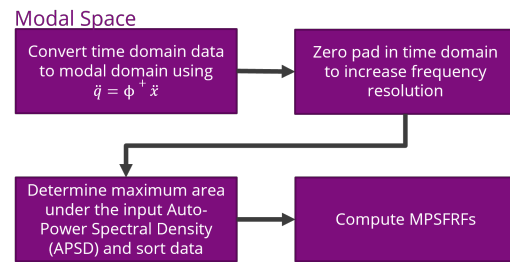 Modal Space
Convert time domain data
to modal domain using
q̈ = ϕ⁺ẍ
Zero pad in time domain
to increase frequency
resolution
Determine maximum area
under the input Auto-
Power Spectral Density
(APSD) and sort data
Compute MPSFRFs